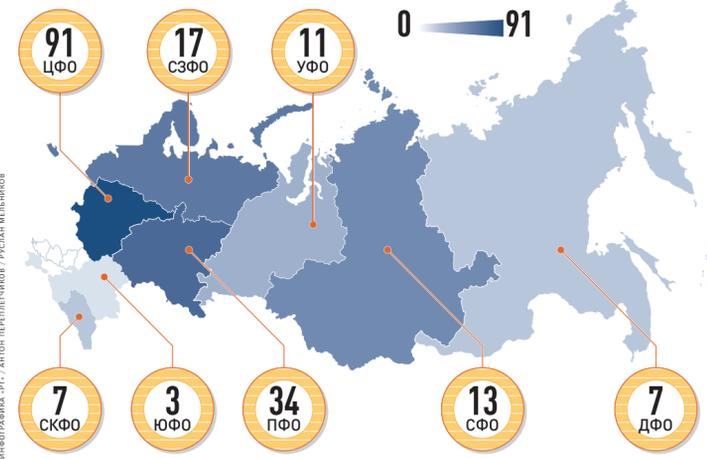 0 91
91
ЦФО
17
СЗФО
11
УФО
7
СКФО
3
ЮФО
34
ПФО
13
СФО
7
ДФО
ИНФОГРАФИКА «РГ» / АНТОН ПЕРЕПЛЕТЧИКОВ / РУСЛАН МЕЛЬНИКОВ